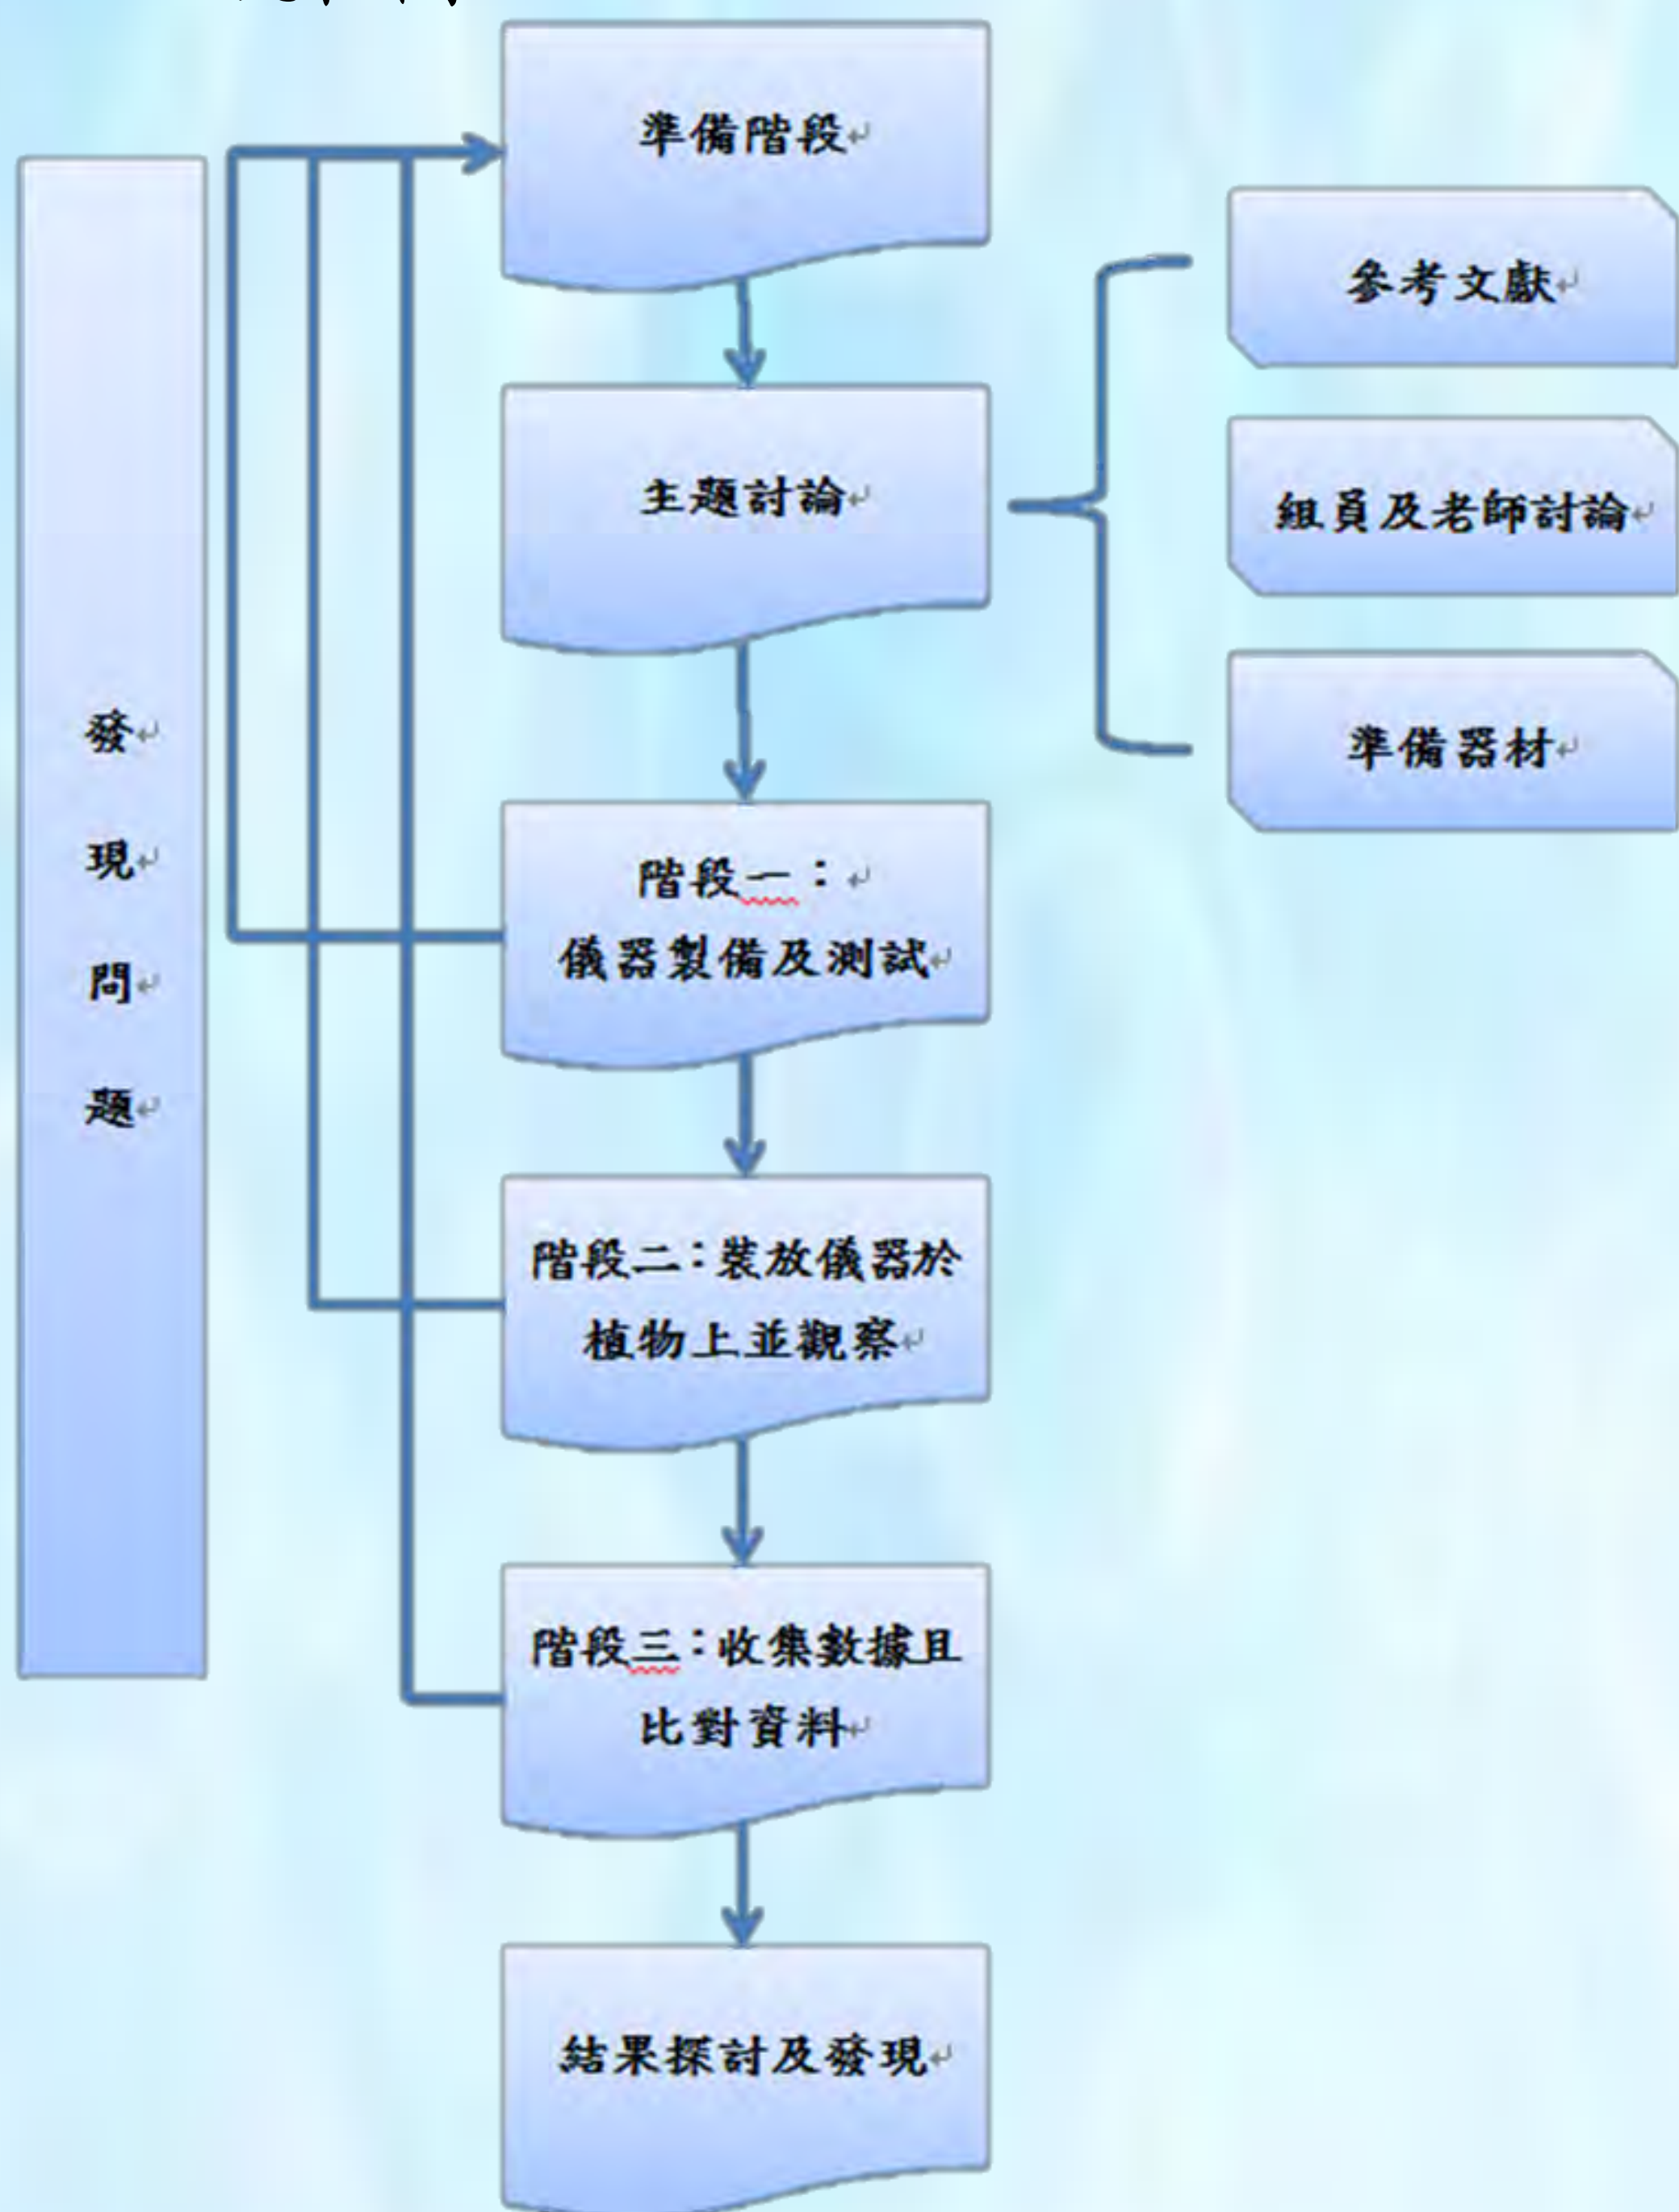 準備階段
主題討論
參考文獻
組員及老師討論
準備器材
發
現
問
題
階段一：
儀器製備及測試
階段二：裝放儀器於
植物上並觀察
階段三：收集數據且
比對資料
結果探討及發現